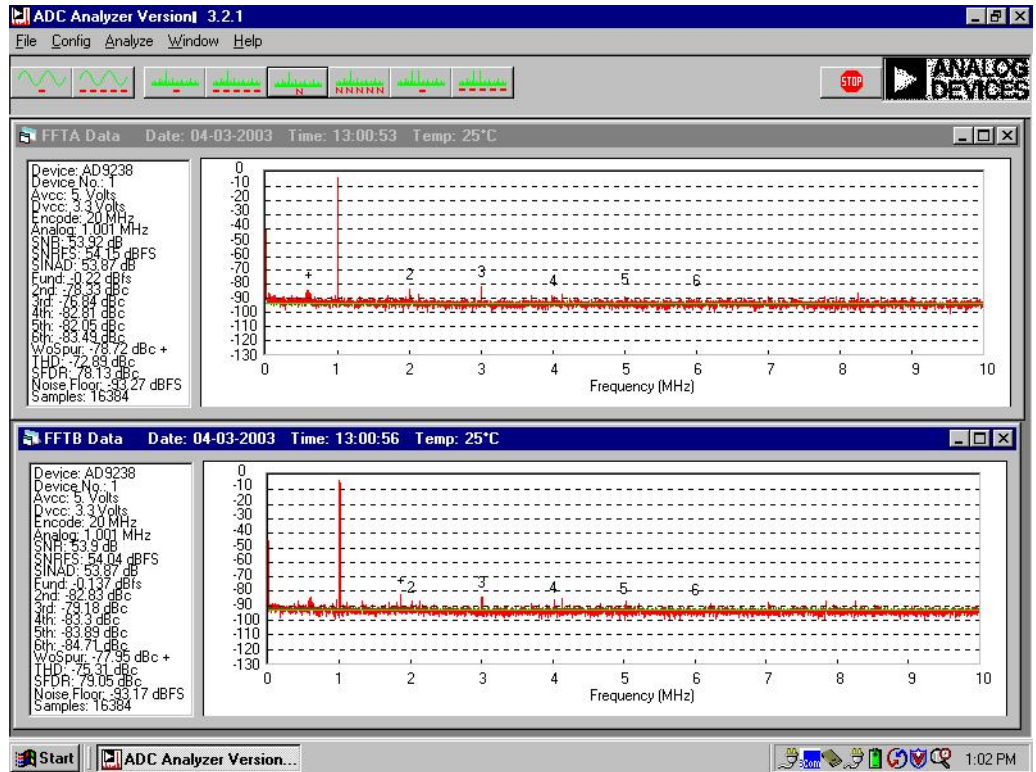 ADC Analyzer Version 3.2.1
File Config Analyze Window Help
N NNNNN STOP ANALOG DEVICES
FFTA Data Date: 04-03-2003 Time: 13:00:53 Temp: 25°C
Device: AD9238
Device No.: 1
Avcc: 5. Volts
Dvcc: 3.3 Volts
Encode: 20 MHz
Analog: 1.001 MHz
SNR: 53.92 dB
SNRFS: 54.15 dBFS
SINAD: 53.87 dB
Fund: -0.22 dBfs
2nd: -78.33 dBc
3rd: -76.84 dBc
4th: -82.81 dBc
5th: -82.05 dBc
6th: -83.49 dBc
WoSpur: -78.72 dBc +
THD: -72.89 dBc
SFDR: 78.13 dBc
Noise Floor: -93.27 dBFS
Samples: 16384
0
-10
-20
-30
-40
-50
-60
-70
-80
-90
-100
-110
-120
-130
+ 2 3 4 5 6
0 1 2 3 4 5 6 7 8 9 10
Frequency (MHz)
FFTB Data Date: 04-03-2003 Time: 13:00:56 Temp: 25°C
Device: AD9238
Device No.: 1
Avcc: 5. Volts
Dvcc: 3.3 Volts
Encode: 20 MHz
Analog: 1.001 MHz
SNR: 53.9 dB
SNRFS: 54.04 dBFS
SINAD: 53.87 dB
Fund: -0.137 dBfs
2nd: -82.83 dBc
3rd: -79.18 dBc
4th: -83.3 dBc
5th: -83.89 dBc
6th: -84.71 dBc
WoSpur: -77.95 dBc +
THD: -75.31 dBc
SFDR: 79.05 dBc
Noise Floor: -93.17 dBFS
Samples: 16384
0
-10
-20
-30
-40
-50
-60
-70
-80
-90
-100
-110
-120
-130
+ 2 3 4 5 6
0 1 2 3 4 5 6 7 8 9 10
Frequency (MHz)
Start ADC Analyzer Version... Com 1:02 PM